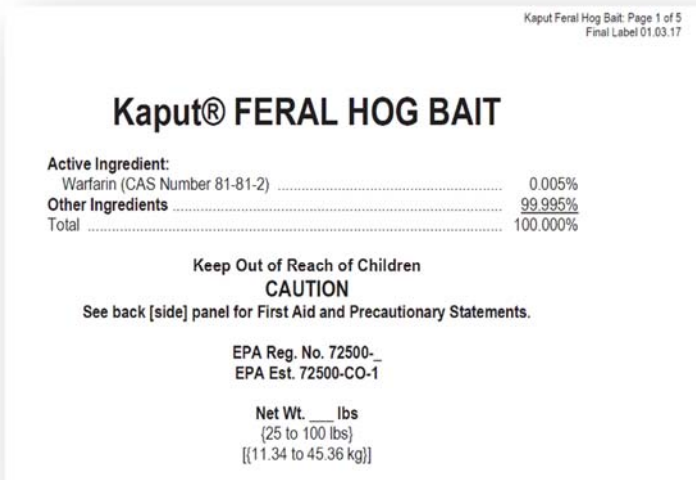 Kaput Feral Hog Bait: Page 1 of 5
Final Label 01.03.17
Kaput® FERAL HOG BAIT
Active Ingredient:
Warfarin (CAS Number 81-81-2) ........................................................ 0.005%
Other Ingredients ................................................................................ 99.995%
Total .................................................................................................... 100.000%
Keep Out of Reach of Children
CAUTION
See back [side] panel for First Aid and Precautionary Statements.
EPA Reg. No. 72500-_
EPA Est. 72500-CO-1
Net Wt. ___ lbs
{25 to 100 lbs}
[{11.34 to 45.36 kg}]